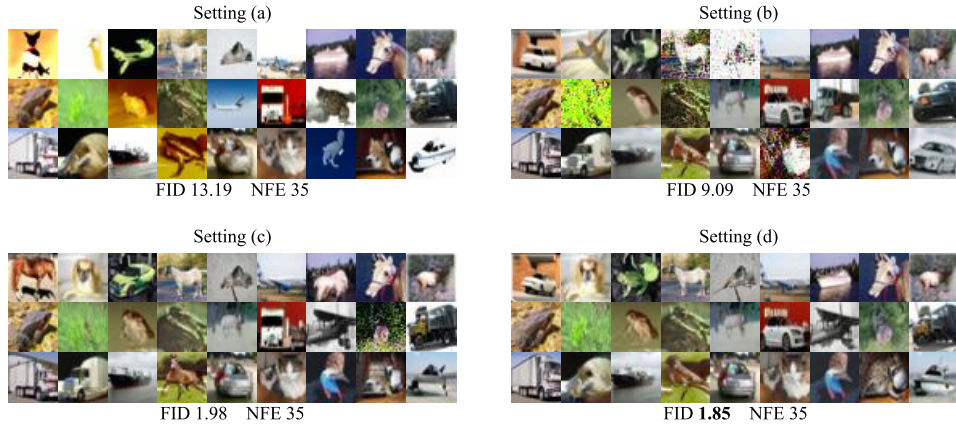 Setting (a)
Setting (b)
FID 13.19 NFE 35
FID 9.09 NFE 35
Setting (c)
Setting (d)
FID 1.98 NFE 35
FID 1.85 NFE 35